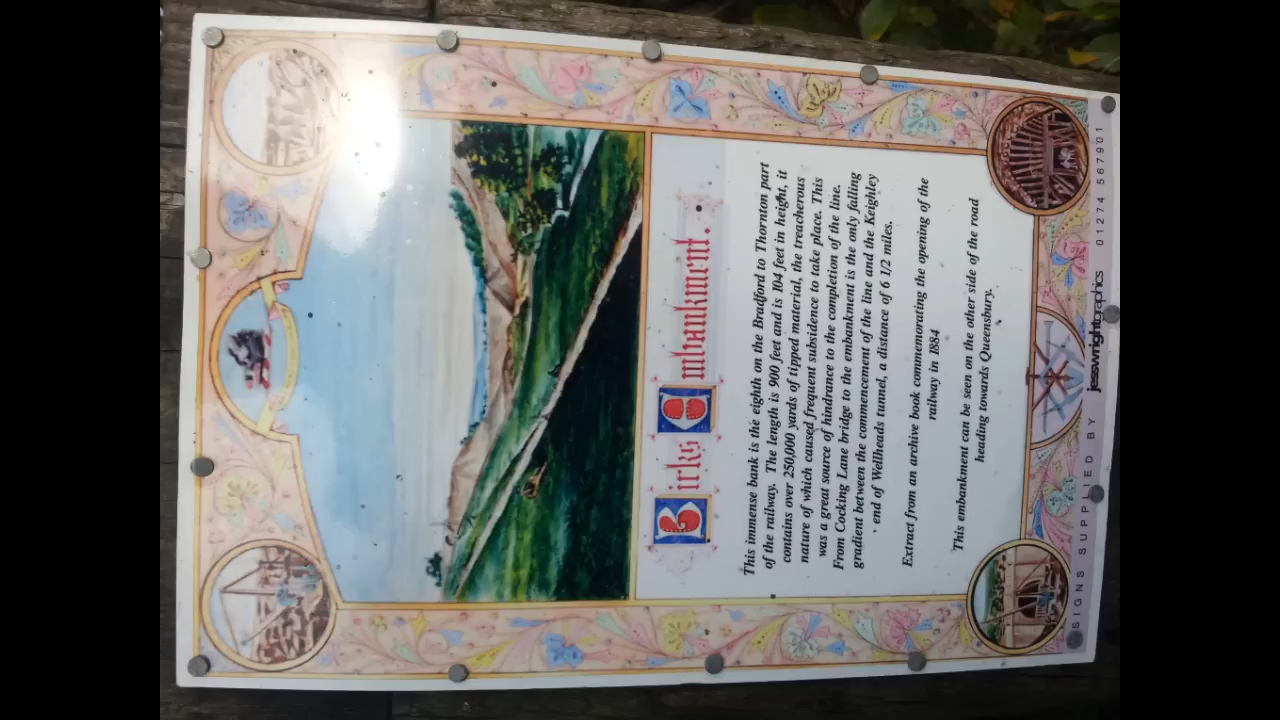 Birks Embankment.
This immense bank is the eighth on the Bradford to Thornton part
of the railway. The length is 900 feet and is 104 feet in height, it
contains over 250,000 yards of tipped material, the treacherous
nature of which caused frequent subsidence to take place. This
was a great source of hindrance to the completion of the line.
From Cocking Lane bridge to the embankment is the only falling
gradient between the commencement of the line and the Keighley
end of Wellheads tunnel, a distance of 6 1/2 miles.
Extract from an archive book commemorating the opening of the
railway in 1884
This embankment can be seen on the other side of the road
heading towards Queensbury.
SIGNS SUPPLIED BY jesswrightgraphics 01274 567901